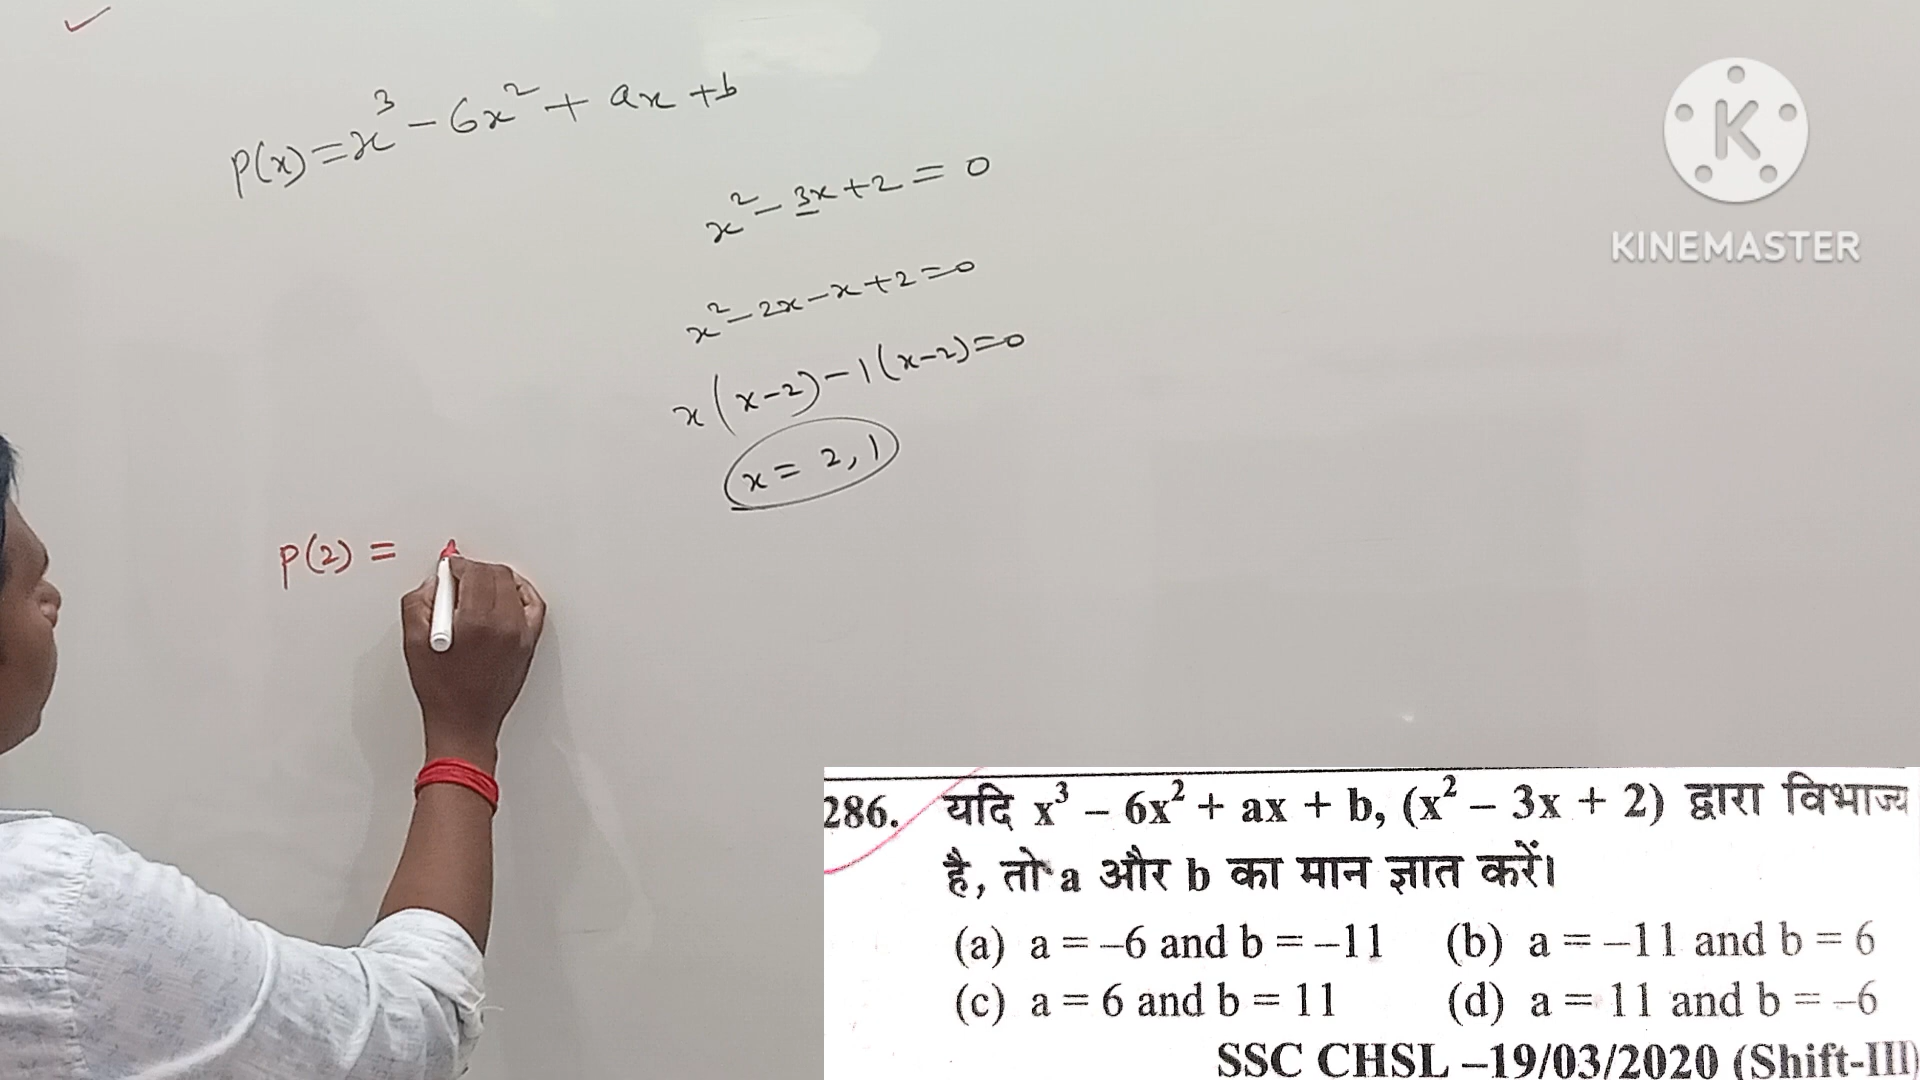 P(x) = x³ - 6x² + ax + b
x² - 3x + 2 = 0
x² - 2x - x + 2 = 0
x(x-2) - 1(x-2) = 0
x = 2, 1
P(2) =
KINEMASTER
286. यदि x³ – 6x² + ax + b, (x² – 3x + 2) द्वारा विभाज्य
है, तो a और b का मान ज्ञात करें।
(a) a = –6 and b = –11 (b) a = –11 and b = 6
(c) a = 6 and b = 11 (d) a = 11 and b = –6
SSC CHSL –19/03/2020 (Shift-III)